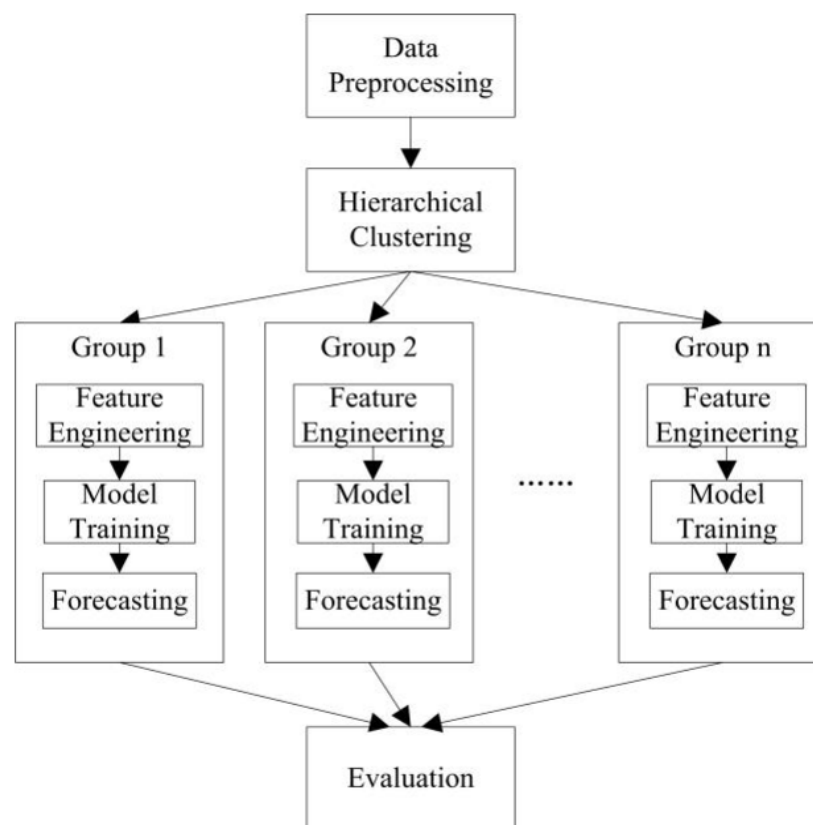 Data
Preprocessing
Hierarchical
Clustering
Group 1
Feature
Engineering
Model
Training
Forecasting
Group 2
Feature
Engineering
Model
Training
Forecasting
......
Group n
Feature
Engineering
Model
Training
Forecasting
Evaluation